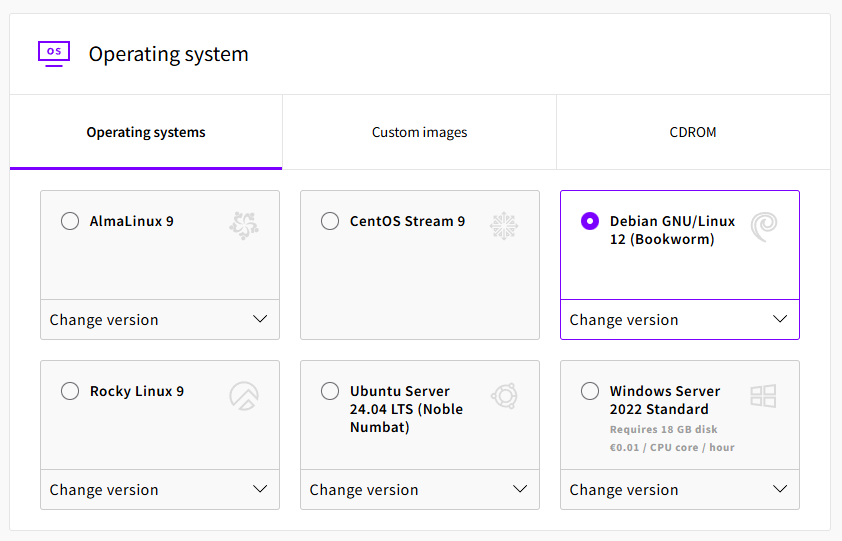 OS
Operating system
Operating systems
Custom images
CDROM
AlmaLinux 9
Change version
CentOS Stream 9
Debian GNU/Linux
12 (Bookworm)
Change version
Rocky Linux 9
Change version
Ubuntu Server
24.04 LTS (Noble
Numbat)
Change version
Windows Server
2022 Standard
Requires 18 GB disk
€0.01 / CPU core / hour
Change version